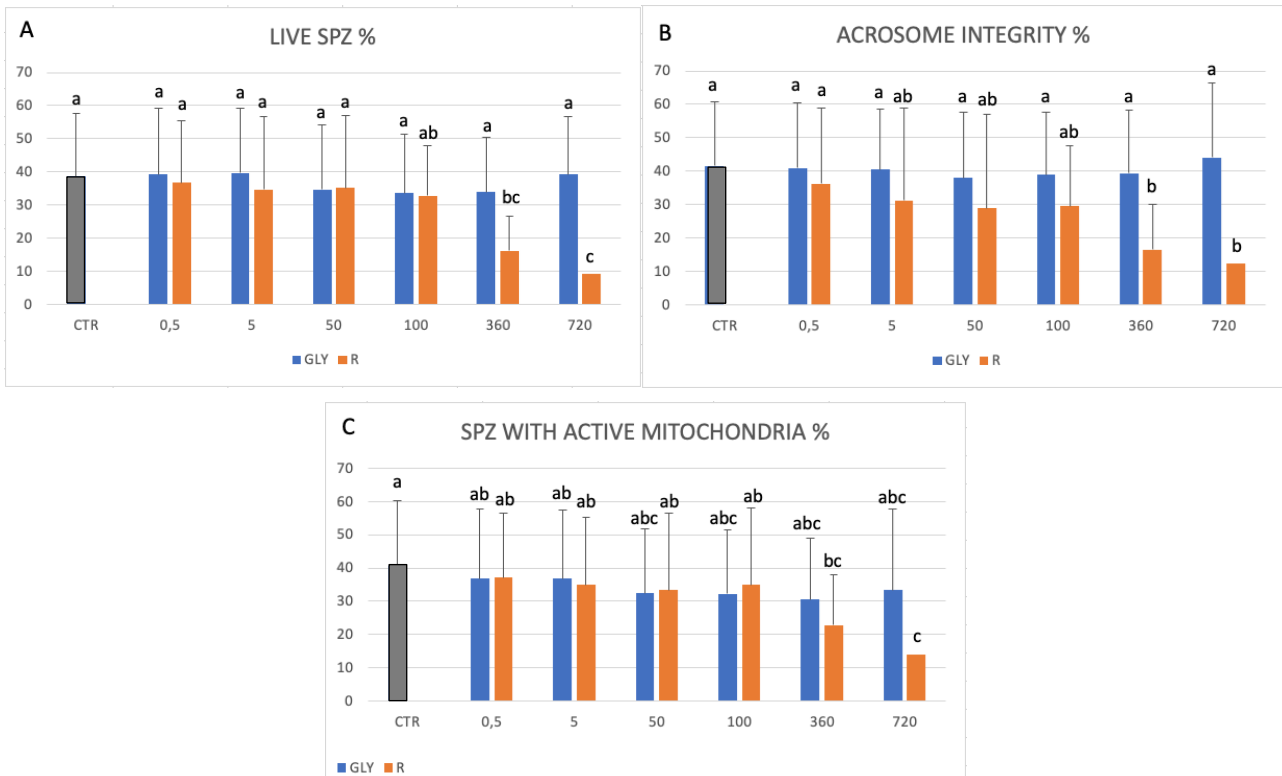 A
LIVE SPZ %
70
60
50
40
30
20
10
0
a
a a
a a
a a
a ab
a bc
a c
CTR 0,5 5 50 100 360 720
GLY R
B
ACROSOME INTEGRITY %
70
60
50
40
30
20
10
0
a
a a
a ab
a ab
a ab
a b
a b
CTR 0,5 5 50 100 360 720
GLY R
C
SPZ WITH ACTIVE MITOCHONDRIA %
70
60
50
40
30
20
10
0
a
ab ab
ab ab
abc ab
abc ab
abc bc
abc c
CTR 0,5 5 50 100 360 720
GLY R